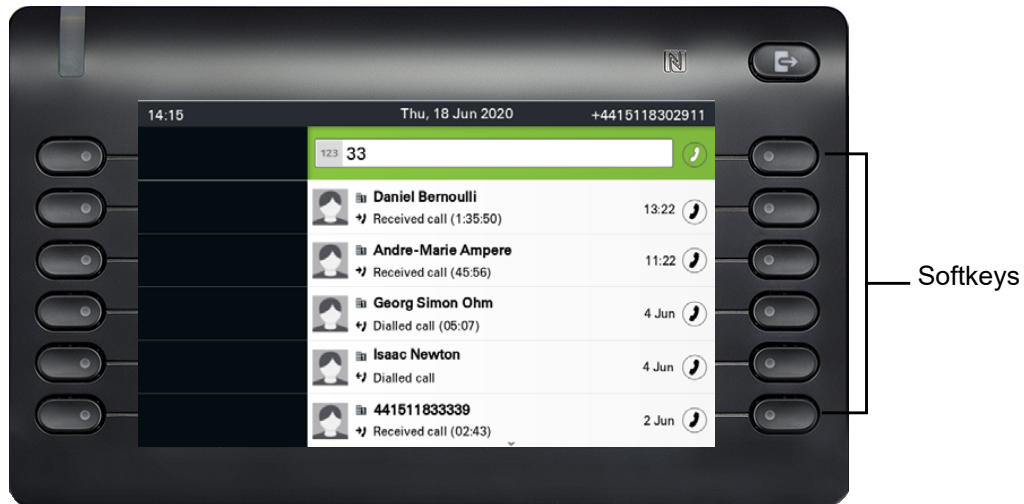 14:15 Thu, 18 Jun 2020 +4415118302911
123 33
Daniel Bernoulli
Received call (1:35:50) 13:22
Andre-Marie Ampere
Received call (45:56) 11:22
Georg Simon Ohm
Dialled call (05:07) 4 Jun
Isaac Newton
Dialled call 4 Jun
441511833339
Received call (02:43) 2 Jun
Softkeys